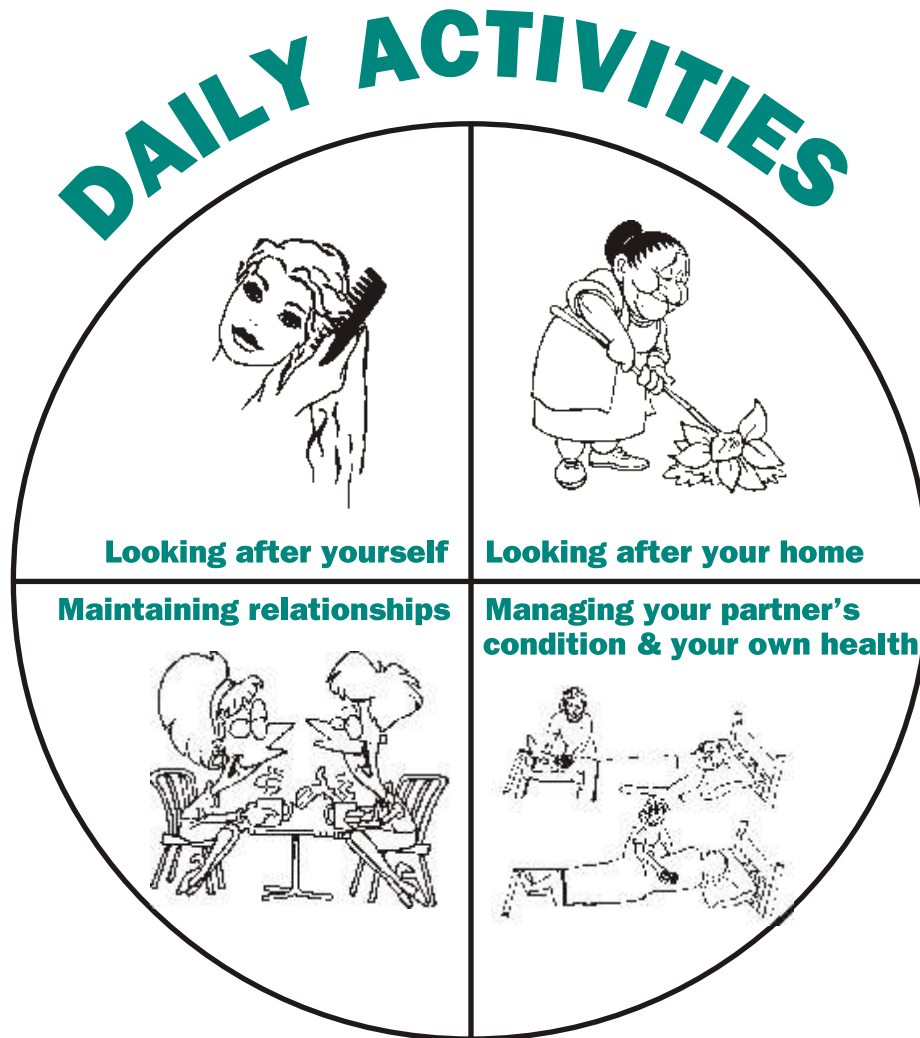 DAILY ACTIVITIES
Looking after yourself
Looking after your home
Maintaining relationships
Managing your partner's
condition & your own health